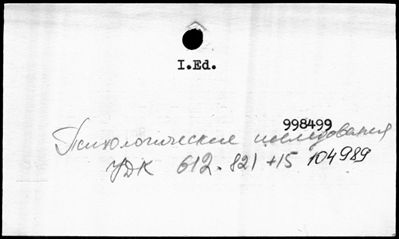 I.Ed.
998499
Психологические исследования
УДК 612.821+15 104989